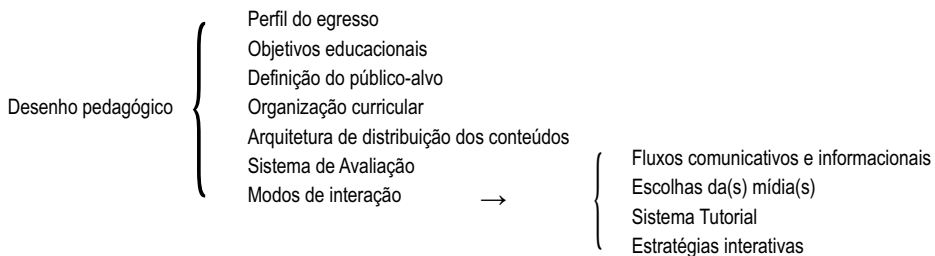 Perfil do egresso
Objetivos educacionais
Definição do público-alvo
Desenho pedagógico
Organização curricular
Arquitetura de distribuição dos conteúdos
Sistema de Avaliação
Modos de interação →
Fluxos comunicativos e informacionais
Escolhas da(s) mídia(s)
Sistema Tutorial
Estratégias interativas